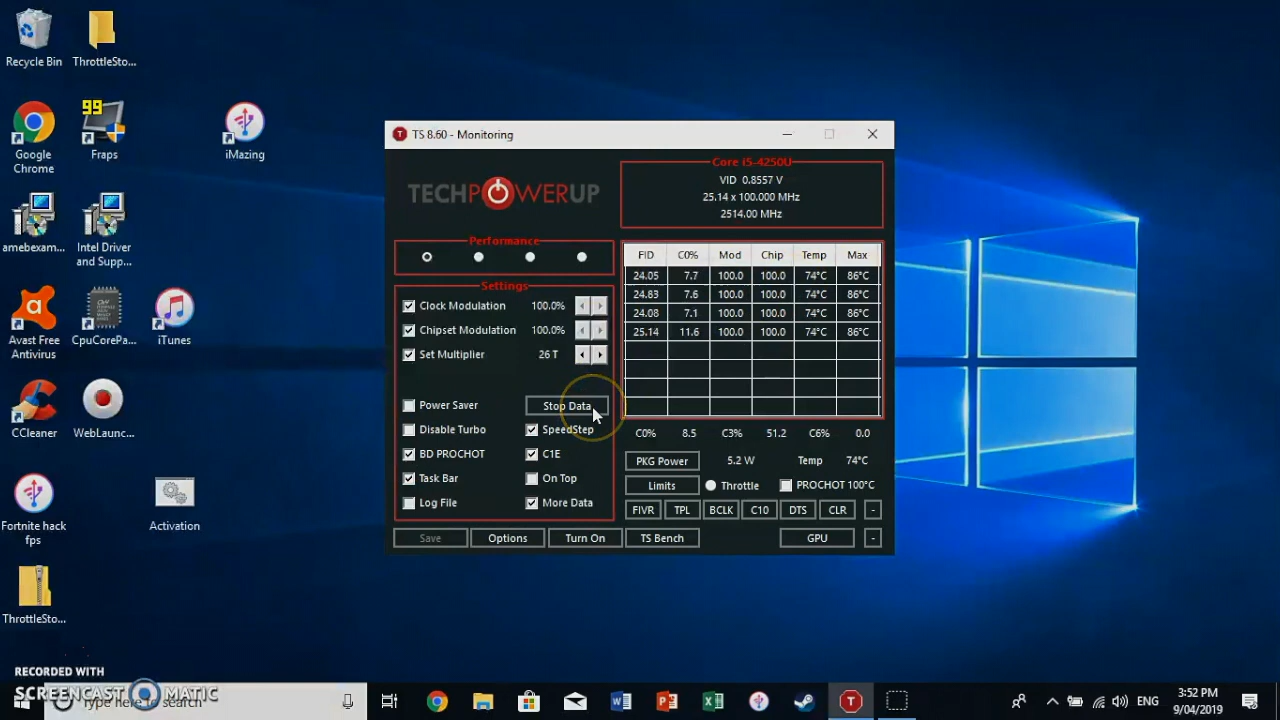 Recycle Bin
ThrottleSto...
Google
Chrome
99
Fraps
iMazing
amebexam...
Intel Driver
and Supp...
Avast Free
Antivirus
CpuCorePa...
iTunes
CCleaner
WebLaunc...
Fortnite hack
fps
Activation
ThrottleSto...
TS 8.60 - Monitoring
TECHPOWERUP
Core i5-4250U
VID 0.8557 V
25.14 x 100.000 MHz
2514.00 MHz
Performance
Settings
Clock Modulation 100.0%
Chipset Modulation 100.0%
Set Multiplier 26 T
Power Saver Stop Data
Disable Turbo SpeedStep
BD PROCHOT C1E
Task Bar On Top
Log File More Data
Save Options Turn On TS Bench
FID C0% Mod Chip Temp Max
24.05 7.7 100.0 100.0 74°C 86°C
24.83 7.6 100.0 100.0 74°C 86°C
24.08 7.1 100.0 100.0 74°C 86°C
25.14 11.6 100.0 100.0 74°C 86°C
C0% 8.5 C3% 51.2 C6% 0.0
PKG Power 5.2 W Temp 74°C
Limits Throttle PROCHOT 100°C
FIVR TPL BCLK C10 DTS CLR -
GPU -
RECORDED WITH
SCREENCAST MATIC
Type here to search
ENG
3:52 PM
9/04/2019